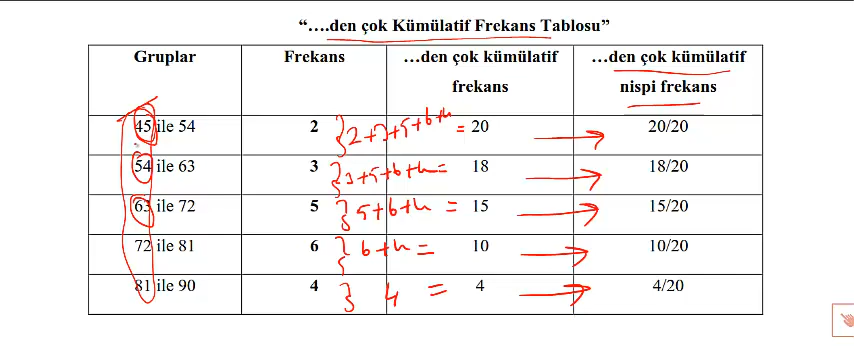 “….den çok Kümülatif Frekans Tablosu”
Gruplar Frekans …den çok kümülatif frekans …den çok kümülatif nispi frekans
45 ile 54 2 }2+3+5+6+4 = 20 20/20
54 ile 63 3 }3+5+6+4= 18 18/20
63 ile 72 5 }5+6+4 = 15 15/20
72 ile 81 6 }6+4= 10 10/20
81 ile 90 4 } 4 = 4 4/20